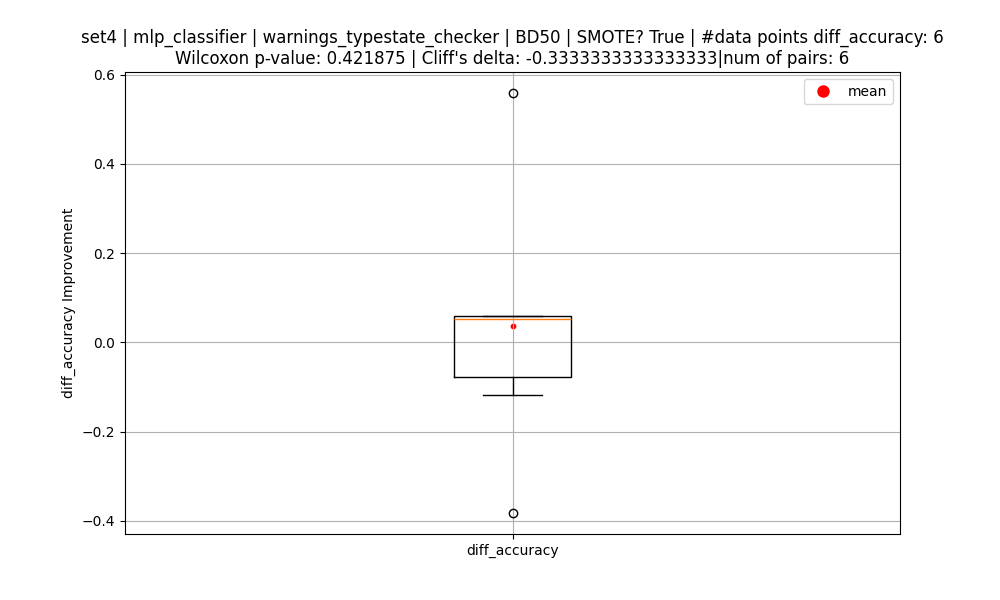 set4 | mlp_classifier | warnings_typestate_checker | BD50 | SMOTE? True | #data points diff_accuracy: 6
Wilcoxon p-value: 0.421875 | Cliff's delta: -0.3333333333333333|num of pairs: 6
mean
0.6
0.4
0.2
0.0
−0.2
−0.4
diff_accuracy Improvement
diff_accuracy